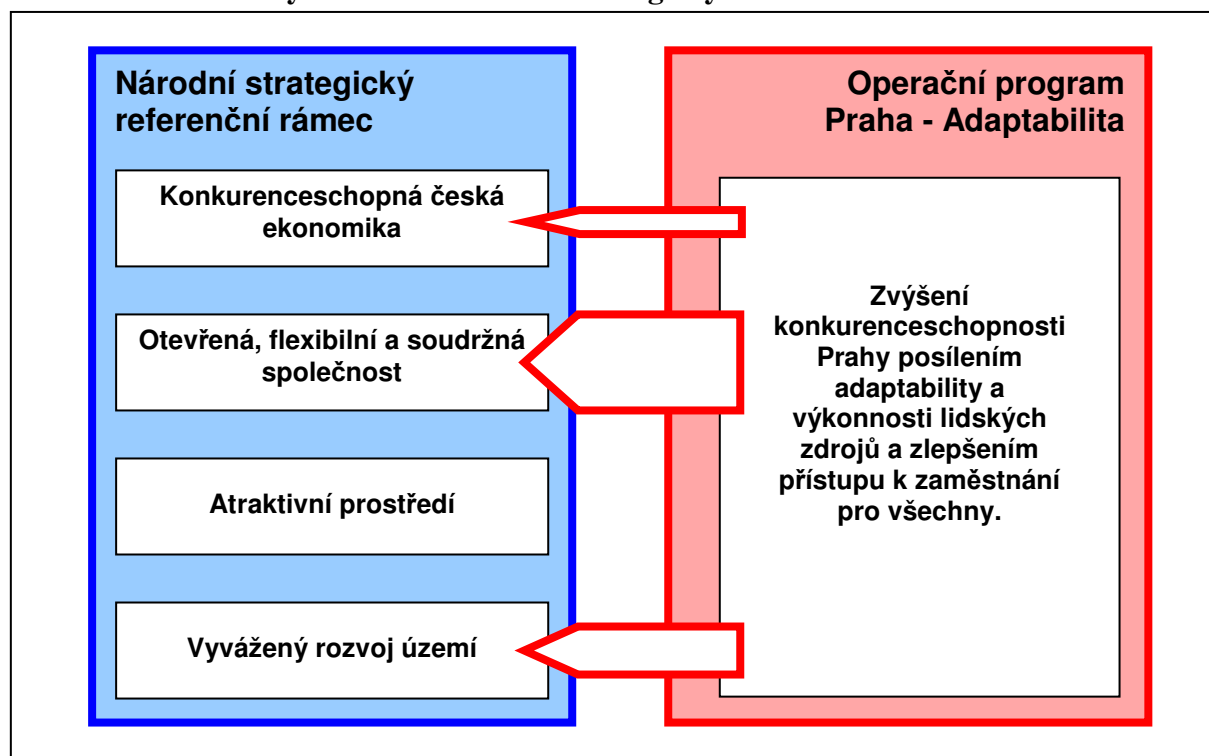 Národní strategický
referenční rámec
Konkurenceschopná česká
ekonomika
Otevřená, flexibilní a soudržná
společnost
Atraktivní prostředí
Vyvážený rozvoj území
Operační program
Praha - Adaptabilita
Zvýšení
konkurenceschopnosti
Prahy posílením
adaptability a
výkonnosti lidských
zdrojů a zlepšením
přístupu k zaměstnání
pro všechny.